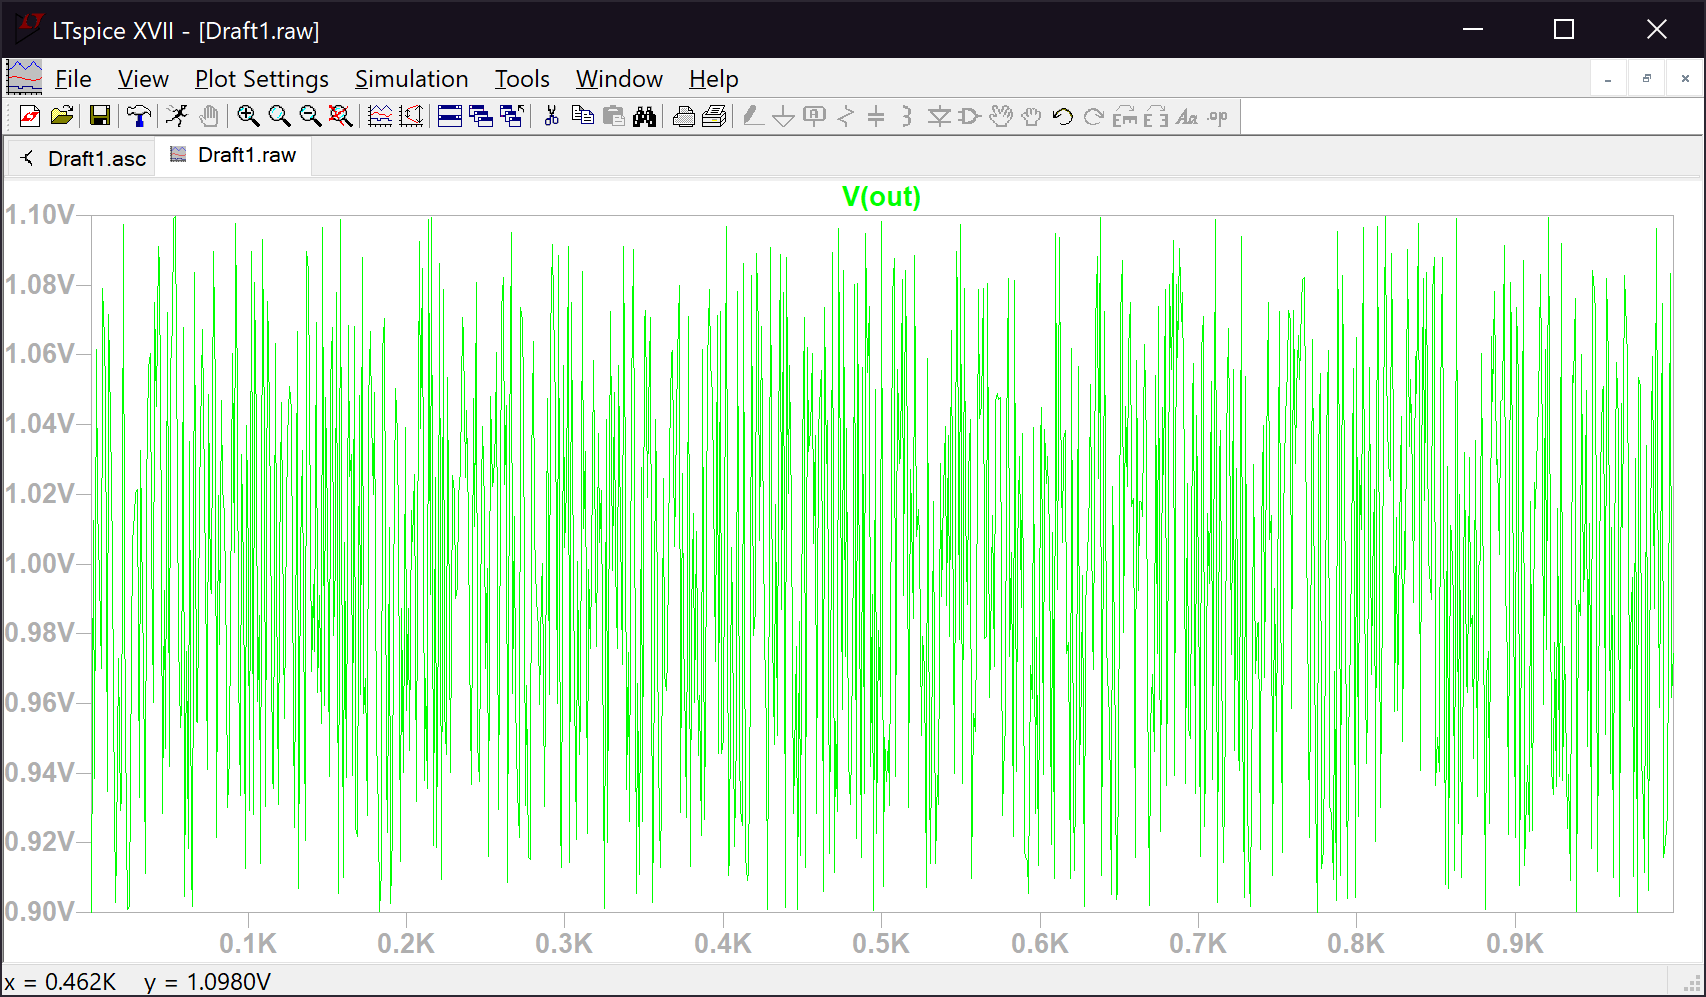 LTspice XVII - [Draft1.raw]
File View Plot Settings Simulation Tools Window Help
Draft1.asc Draft1.raw
V(out)
1.10V
1.08V
1.06V
1.04V
1.02V
1.00V
0.98V
0.96V
0.94V
0.92V
0.90V
0.1K 0.2K 0.3K 0.4K 0.5K 0.6K 0.7K 0.8K 0.9K
x = 0.462K y = 1.0980V